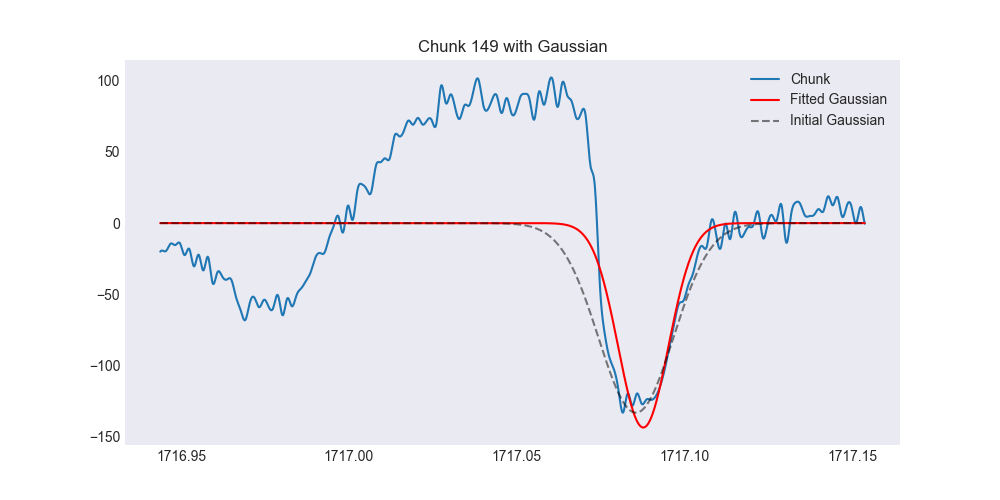 Chunk 149 with Gaussian
Chunk
Fitted Gaussian
Initial Gaussian
100
50
0
−50
−100
−150
1716.95 1717.00 1717.05 1717.10 1717.15